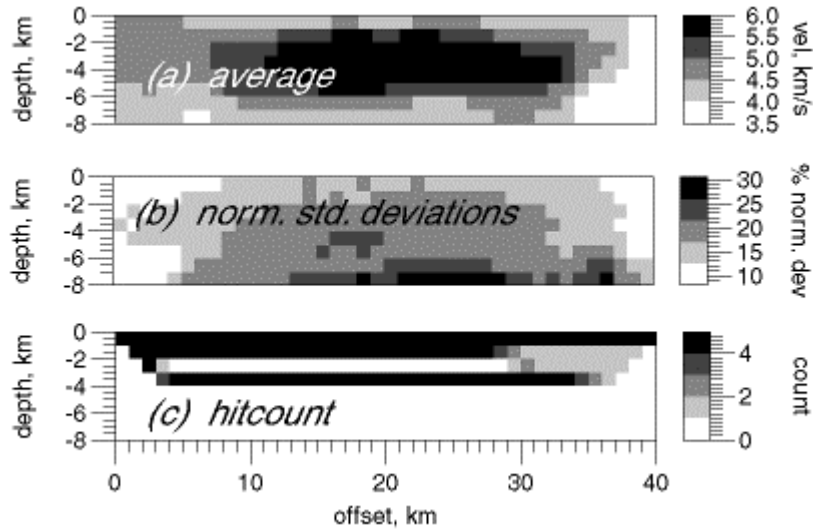 0
-2
-4
-6
-8
depth, km
(a) average
6.0
5.5
5.0
4.5
4.0
3.5
vel, km/s
0
-2
-4
-6
-8
depth, km
(b) norm. std. deviations
30
25
20
15
10
% norm. dev
0
-2
-4
-6
-8
depth, km
(c) hitcount
4
2
0
count
0 10 20 30 40
offset, km